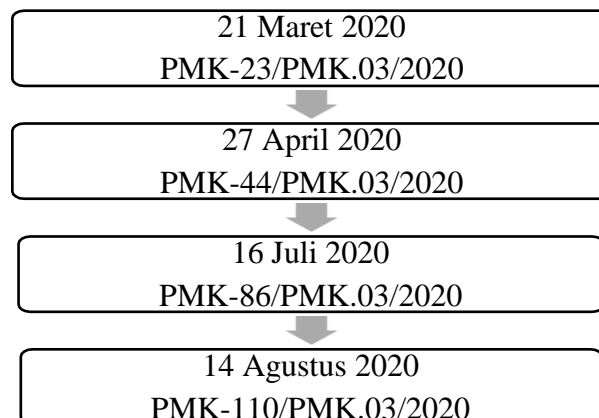 21 Maret 2020
PMK-23/PMK.03/2020
27 April 2020
PMK-44/PMK.03/2020
16 Juli 2020
PMK-86/PMK.03/2020
14 Agustus 2020
PMK-110/PMK.03/2020